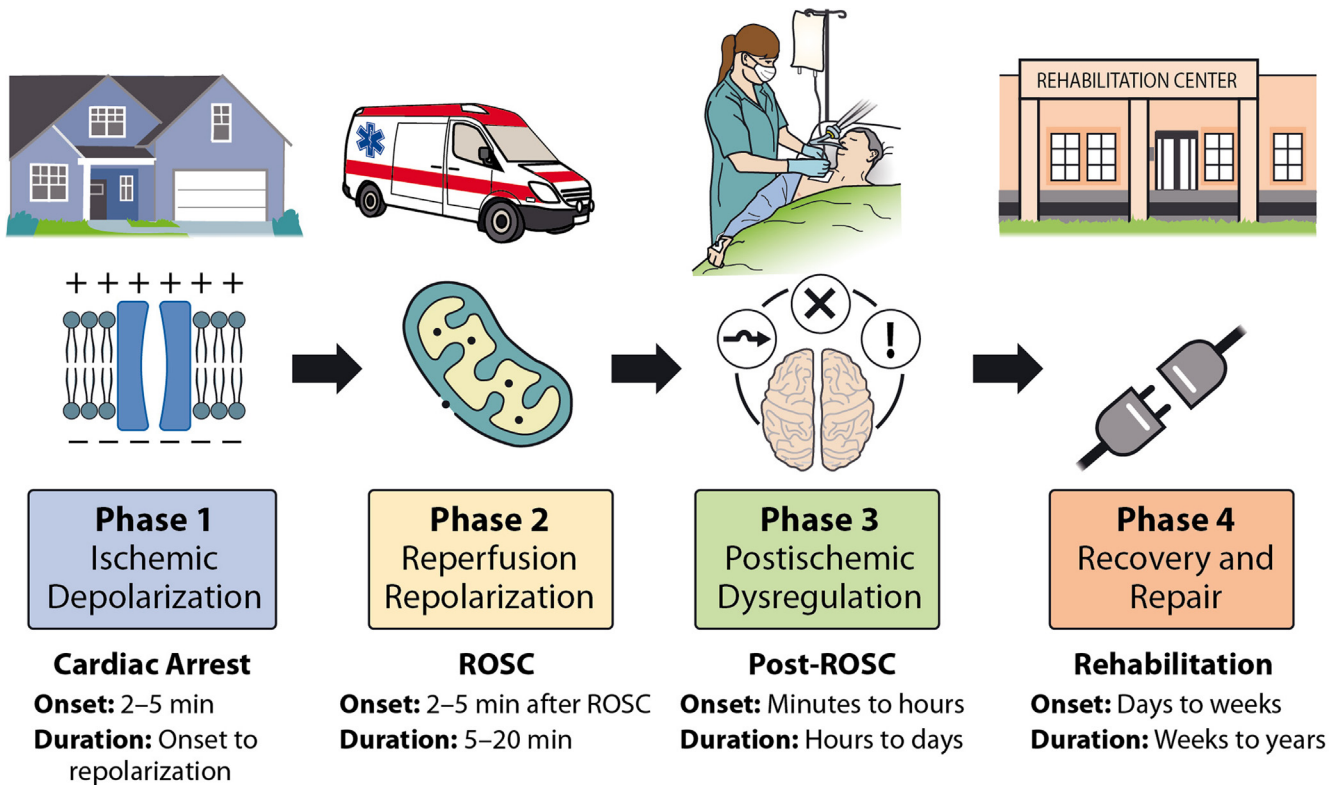 REHABILITATION CENTER
+ + + + + +
− − − − − −
!
Phase 1
Ischemic
Depolarization
Cardiac Arrest
Onset: 2–5 min
Duration: Onset to
repolarization
Phase 2
Reperfusion
Repolarization
ROSC
Onset: 2–5 min after ROSC
Duration: 5–20 min
Phase 3
Postischemic
Dysregulation
Post-ROSC
Onset: Minutes to hours
Duration: Hours to days
Phase 4
Recovery and
Repair
Rehabilitation
Onset: Days to weeks
Duration: Weeks to years